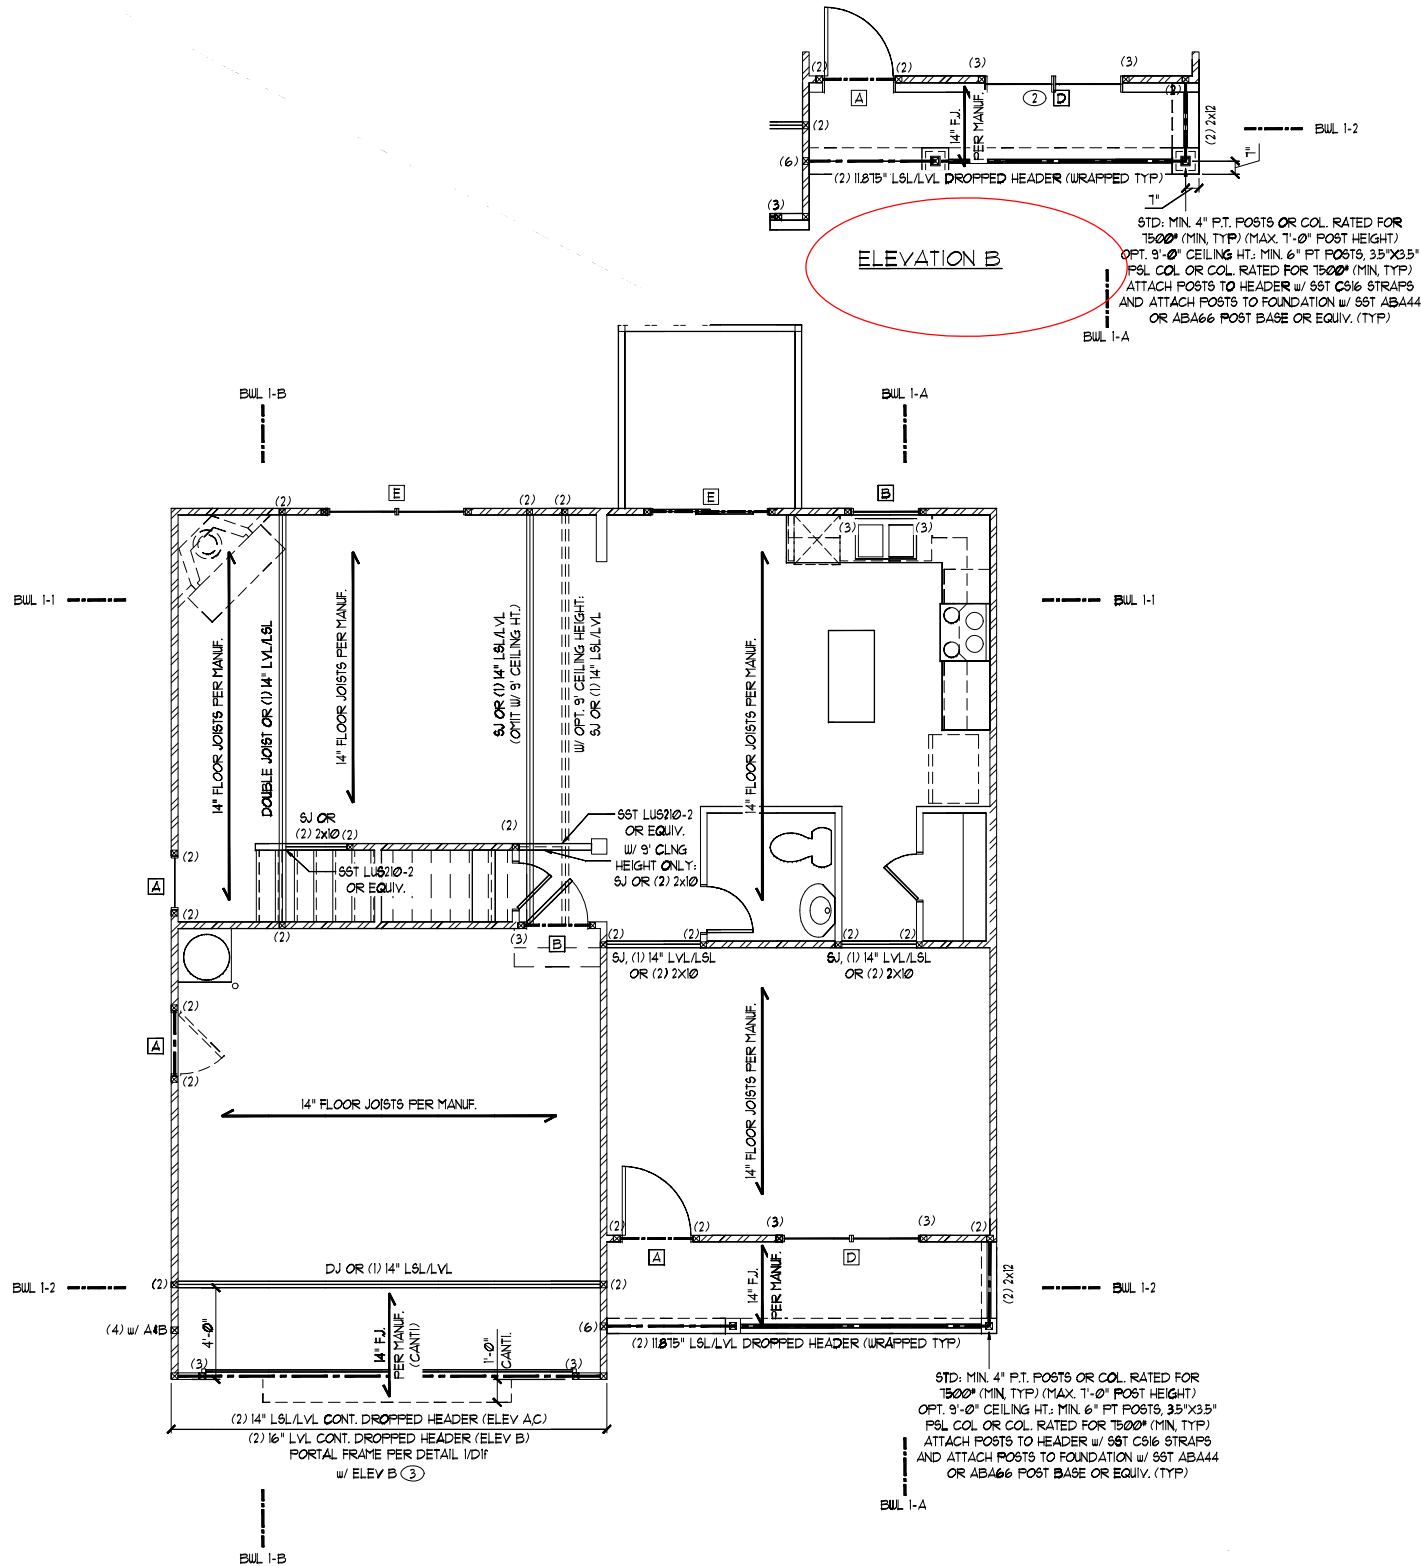 (2)
(2)
(3)
(3)
A
2
D
(2)
(2)
14" F.J.
PER MANUF.
(2) 2x12
BWL 1-2
(6)
7"
(2) 11.875" LSL/LVL DROPPED HEADER (WRAPPED TYP)
7"
(3)
STD: MIN. 4" P.T. POSTS OR COL. RATED FOR
7500# (MIN, TYP) (MAX. 7'-0" POST HEIGHT)
OPT. 9'-0" CEILING HT.: MIN. 6" PT POSTS, 3.5"X3.5"
PSL COL OR COL. RATED FOR 7500# (MIN, TYP)
ATTACH POSTS TO HEADER w/ SST CS16 STRAPS
AND ATTACH POSTS TO FOUNDATION w/ SST ABA44
OR ABA66 POST BASE OR EQUIV. (TYP)
ELEVATION B
BWL 1-A
BWL 1-B
BWL 1-A
E
E
B
(2)
(2)
(2)
(3)
(3)
BWL 1-1
BWL 1-1
14" FLOOR JOISTS PER MANUF.
DOUBLE JOIST OR (1) 14" LVL/LSL
14" FLOOR JOISTS PER MANUF.
SJ OR (1) 14" LSL/LVL
(OMIT W/ 9' CEILING HT.)
W/ OPT. 9' CEILING HEIGHT:
SJ OR (1) 14" LSL/LVL
14" FLOOR JOISTS PER MANUF.
SJ OR
(2) 2x10
(2)
(2)
SST LUS210-2
OR EQUIV.
W/ 9' CLNG
HEIGHT ONLY:
SJ OR (2) 2x10
SST LUS210-2
OR EQUIV.
(2)
A
(2)
(2)
(3)
B
(2)
(2)
(2)
(2)
SJ, (1) 14" LVL/LSL
OR (2) 2x10
SJ, (1) 14" LVL/LSL
OR (2) 2x10
(2)
A
(2)
14" FLOOR JOISTS PER MANUF.
14" FLOOR JOISTS PER MANUF.
(2)
(2)
(3)
(3)
(2)
A
D
DJ OR (1) 14" LSL/LVL
BWL 1-2
(2)
(2)
14" F.J.
PER MANUF.
(2) 2x12
BWL 1-2
(4) w/ A&B
4'-0"
14" F.J.
PER MANUF.
(CANTI)
1'-0"
CANTI.
(6)
(2) 11.875" LSL/LVL DROPPED HEADER (WRAPPED TYP)
(3)
(3)
STD: MIN. 4" P.T. POSTS OR COL. RATED FOR
7500# (MIN, TYP) (MAX. 7'-0" POST HEIGHT)
OPT. 9'-0" CEILING HT.: MIN. 6" PT POSTS, 3.5"X3.5"
PSL COL OR COL. RATED FOR 7500# (MIN, TYP)
ATTACH POSTS TO HEADER w/ SST CS16 STRAPS
AND ATTACH POSTS TO FOUNDATION w/ SST ABA44
OR ABA66 POST BASE OR EQUIV. (TYP)
(2) 14" LSL/LVL CONT. DROPPED HEADER (ELEV A,C)
(2) 16" LVL CONT. DROPPED HEADER (ELEV B)
PORTAL FRAME PER DETAIL 1/D1f
w/ ELEV B 3
BWL 1-A
BWL 1-B